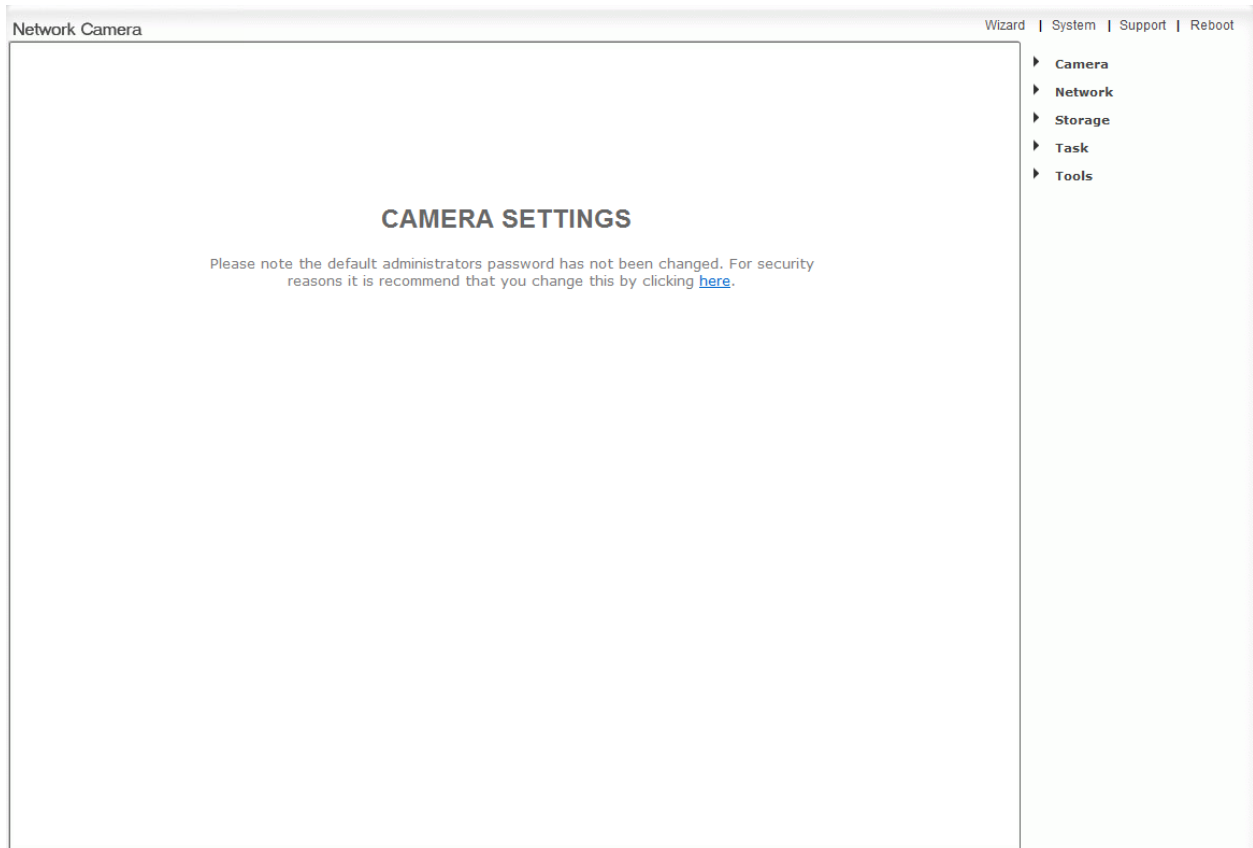 Network Camera
Wizard | System | Support | Reboot
Camera
Network
Storage
Task
Tools
CAMERA SETTINGS
Please note the default administrators password has not been changed. For security
reasons it is recommend that you change this by clicking here.